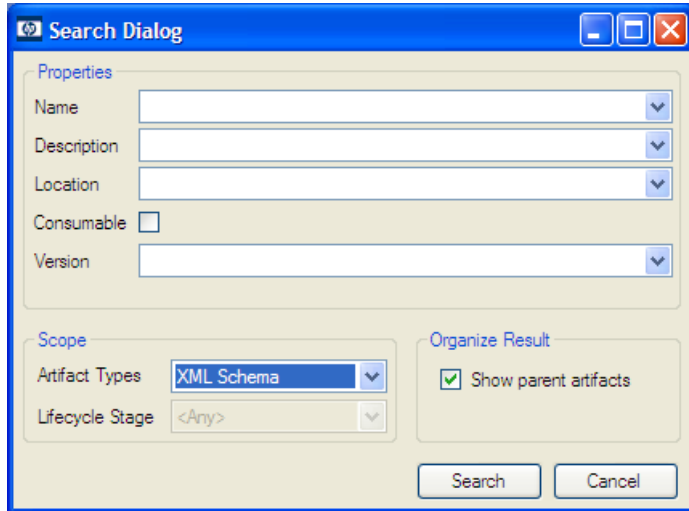 hp Search Dialog
Properties
Name
Description
Location
Consumable
Version
Scope
Artifact Types XML Schema
Lifecycle Stage <Any>
Organize Result
Show parent artifacts
Search Cancel